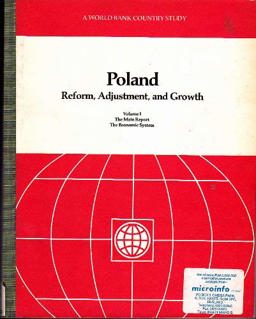 A WORLD BANK COUNTRY STUDY
Poland
Reform, Adjustment, and Growth
Volume I
The Main Report
The Economic System
microinfo